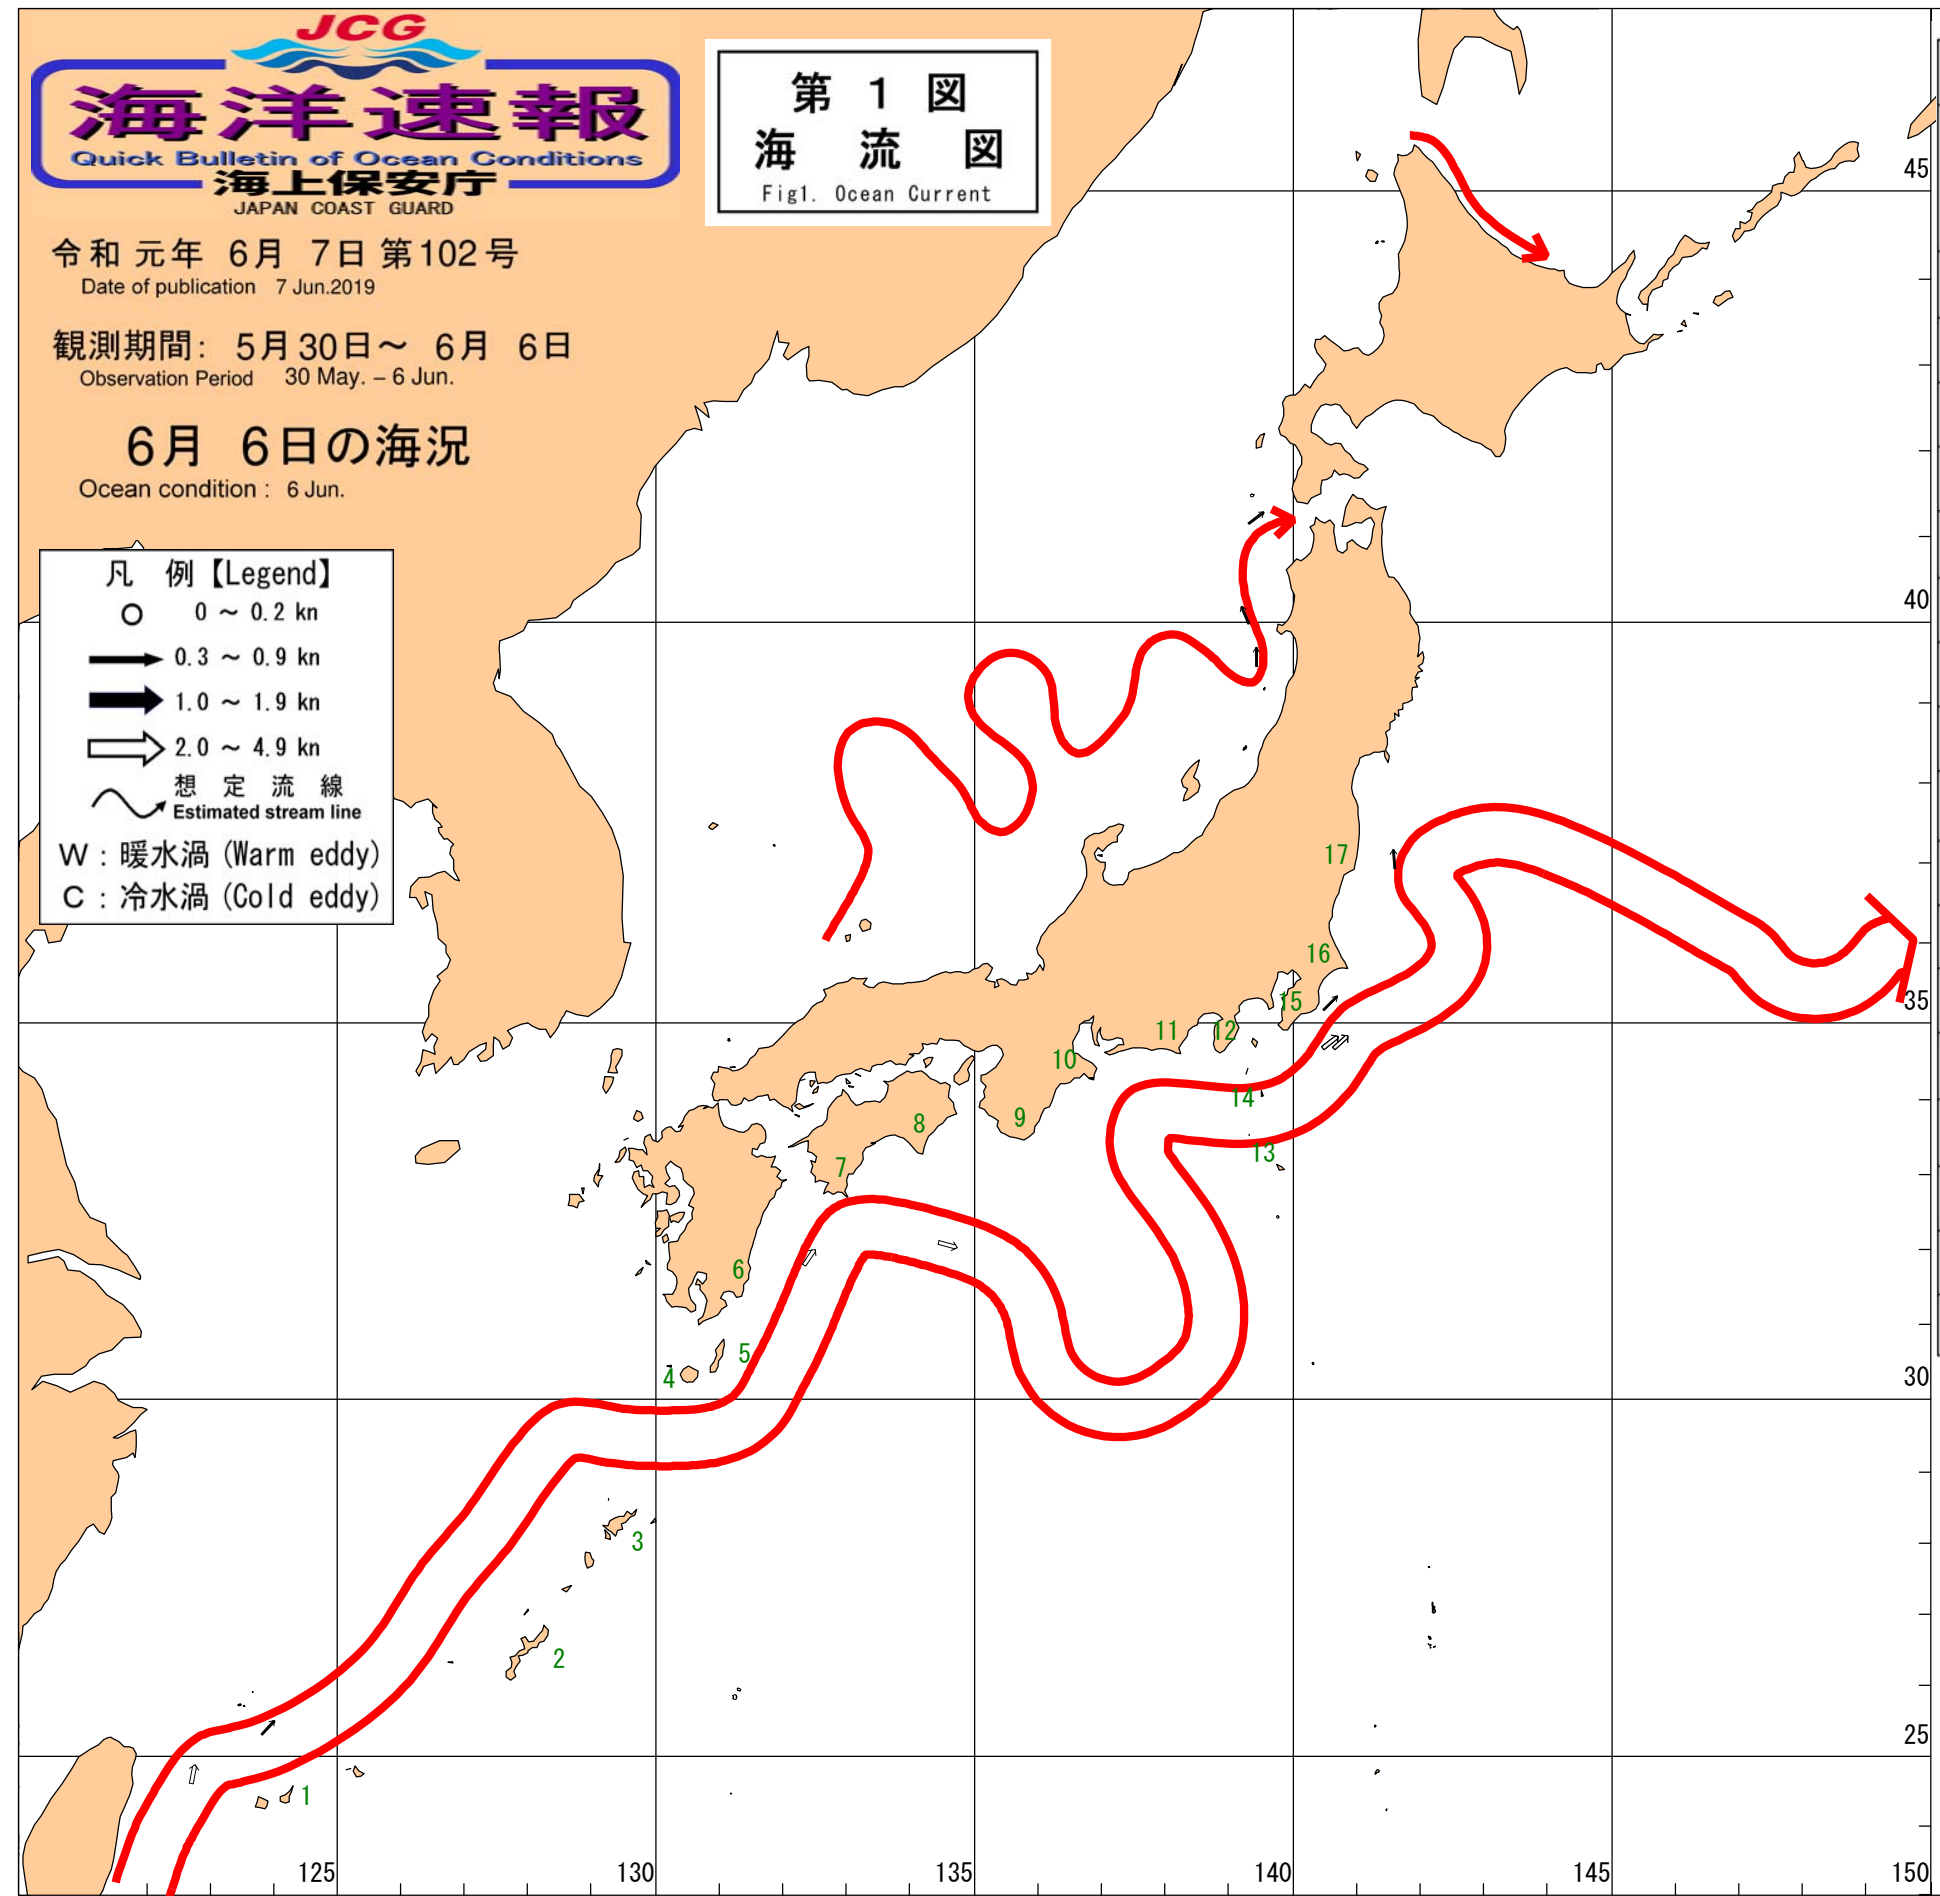 JCG
海洋速報
Quick Bulletin of Ocean Conditions
海上保安庁
JAPAN COAST GUARD
第 1 図
海 流 図
Fig1. Ocean Current
令和 元年 6月 7日 第102号
Date of publication 7 Jun.2019
観測期間: 5月30日~ 6月 6日
Observation Period 30 May. – 6 Jun.
6月 6日の海況
Ocean condition : 6 Jun.
凡 例【Legend】
0 ~ 0.2 kn
0.3 ~ 0.9 kn
1.0 ~ 1.9 kn
2.0 ~ 4.9 kn
想 定 流 線
Estimated stream line
W : 暖水渦 (Warm eddy)
C : 冷水渦 (Cold eddy)
45
40
17
16
35
15
11
12
10
14
9
8
13
7
6
5
4
30
3
2
25
1
125
130
135
140
145
150